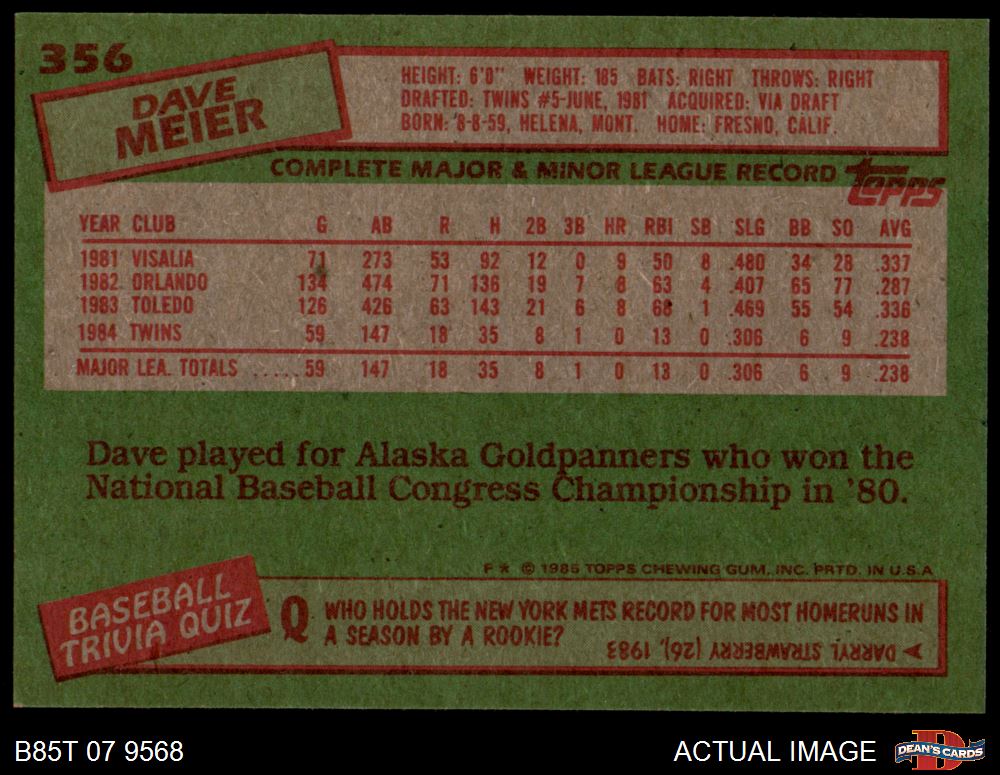 356
DAVE
MEIER
HEIGHT: 6'0" WEIGHT: 185 BATS: RIGHT THROWS: RIGHT
DRAFTED: TWINS #5-JUNE, 1981 ACQUIRED: VIA DRAFT
BORN: 8-8-59, HELENA, MONT. HOME: FRESNO, CALIF.
COMPLETE MAJOR & MINOR LEAGUE RECORD
topps
YEAR CLUB G AB R H 2B 3B HR RBI SB SLG BB SO AVG
1981 VISALIA 71 273 53 92 12 0 9 50 8 .480 34 28 .337
1982 ORLANDO 134 474 71 136 19 7 8 63 4 .407 65 77 .287
1983 TOLEDO 126 426 63 143 21 6 8 68 1 .469 55 54 .336
1984 TWINS 59 147 18 35 8 1 0 13 0 .306 6 9 .238
MAJOR LEA. TOTALS ..... 59 147 18 35 8 1 0 13 0 .306 6 9 .238
Dave played for Alaska Goldpanners who won the
National Baseball Congress Championship in '80.
F * © 1985 TOPPS CHEWING GUM, INC. PRTD. IN U.S.A
BASEBALL
TRIVIA QUIZ
Q. WHO HOLDS THE NEW YORK METS RECORD FOR MOST HOMERUNS IN
A SEASON BY A ROOKIE?
DARRYL STRAWBERRY (26), 1983
B85T 07 9568
ACTUAL IMAGE
D
DEAN'S CARDS